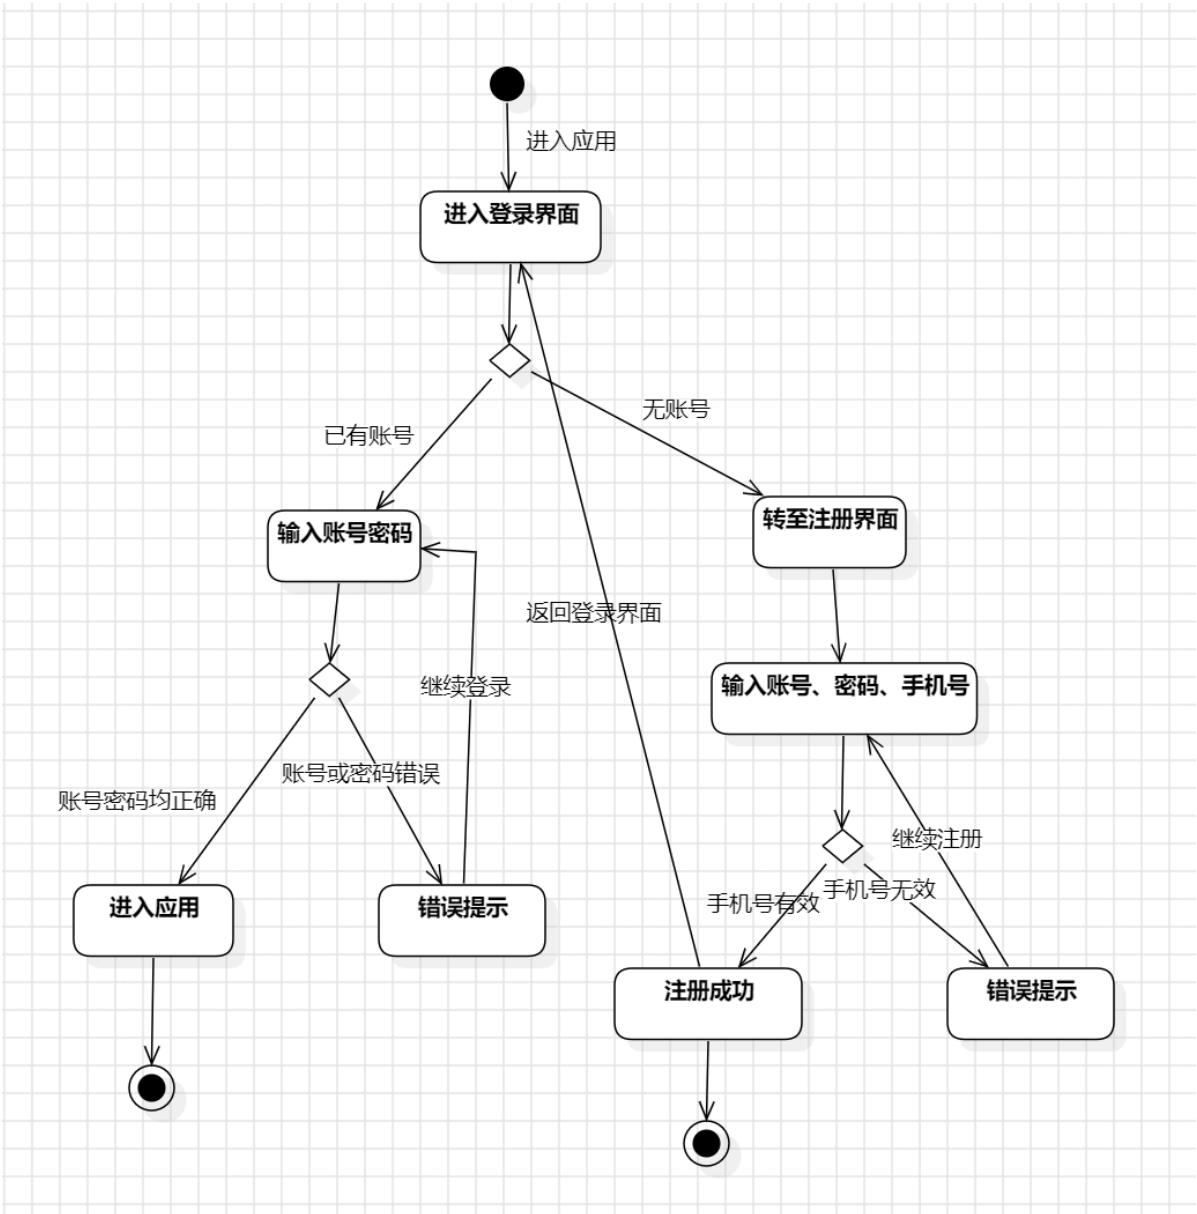 进入应用
进入登录界面
无账号
已有账号
转至注册界面
输入账号密码
返回登录界面
输入账号、密码、手机号
继续登录
账号或密码错误
账号密码均正确
继续注册
手机号有效
手机号无效
进入应用
错误提示
注册成功
错误提示